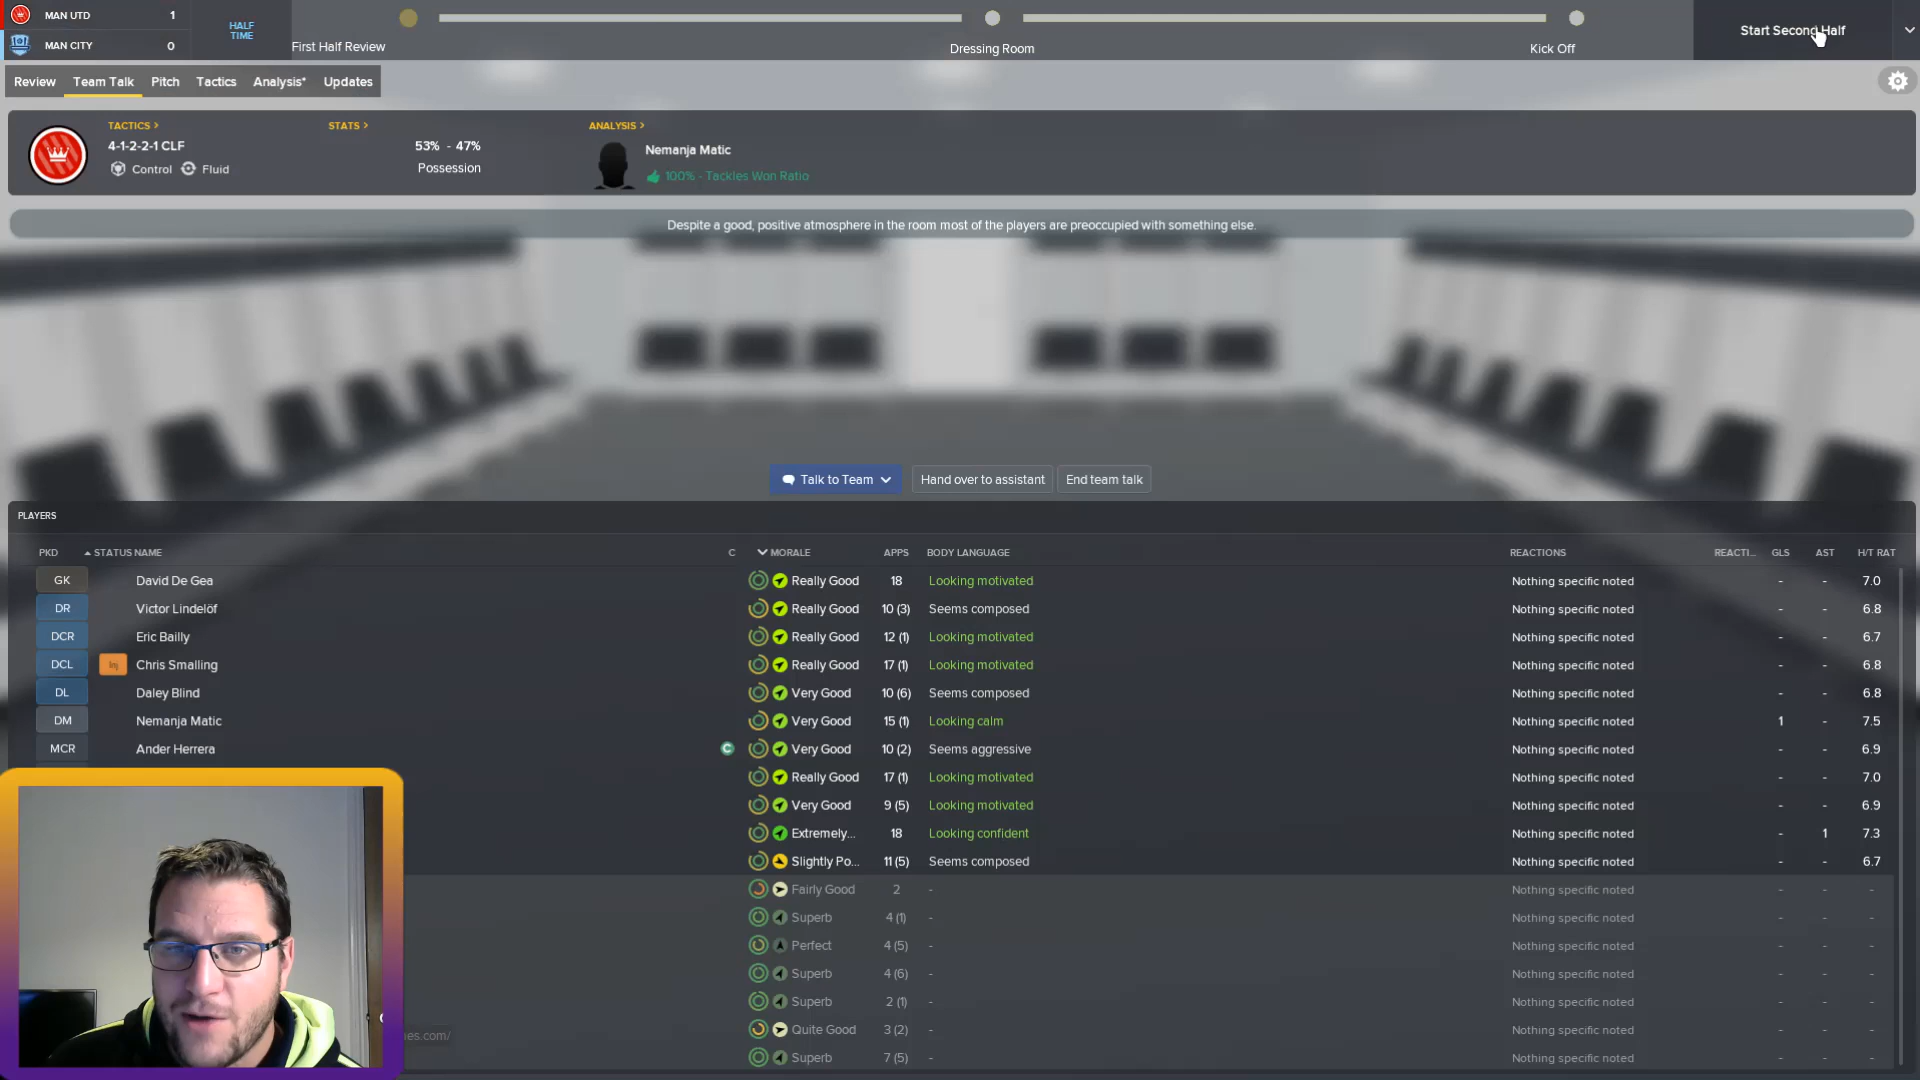 MAN UTD 1
MAN CITY 0
HALF TIME
First Half Review
Dressing Room
Kick Off
Start Second Half
Review Team Talk Pitch Tactics Analysis* Updates
TACTICS >
4-1-2-2-1 CLF
Control Fluid
STATS >
53% - 47%
Possession
ANALYSIS >
Nemanja Matic
100% - Tackles Won Ratio
Despite a good, positive atmosphere in the room most of the players are preoccupied with something else.
Talk to Team Hand over to assistant End team talk
PLAYERS
PKD STATUS NAME C MORALE APPS BODY LANGUAGE REACTIONS REACTI... GLS AST H/T RAT
GK David De Gea Really Good 18 Looking motivated Nothing specific noted - - 7.0
DR Victor Lindelöf Really Good 10 (3) Seems composed Nothing specific noted - - 6.8
DCR Eric Bailly Really Good 12 (1) Looking motivated Nothing specific noted - - 6.7
DCL Inj Chris Smalling Really Good 17 (1) Looking motivated Nothing specific noted - - 6.8
DL Daley Blind Very Good 10 (6) Seems composed Nothing specific noted - - 6.8
DM Nemanja Matic Very Good 15 (1) Looking calm Nothing specific noted 1 - 7.5
MCR Ander Herrera C Very Good 10 (2) Seems aggressive Nothing specific noted - - 6.9
Really Good 17 (1) Looking motivated Nothing specific noted - - 7.0
Very Good 9 (5) Looking motivated Nothing specific noted - - 6.9
Extremely... 18 Looking confident Nothing specific noted - 1 7.3
Slightly Po... 11 (5) Seems composed Nothing specific noted - - 6.7
Fairly Good 2 - Nothing specific noted - - -
Superb 4 (1) - Nothing specific noted - - -
Perfect 4 (5) - Nothing specific noted - - -
Superb 4 (6) - Nothing specific noted - - -
Superb 2 (1) - Nothing specific noted - - -
Quite Good 3 (2) - Nothing specific noted - - -
es.com/
Superb 7 (5) - Nothing specific noted - - -